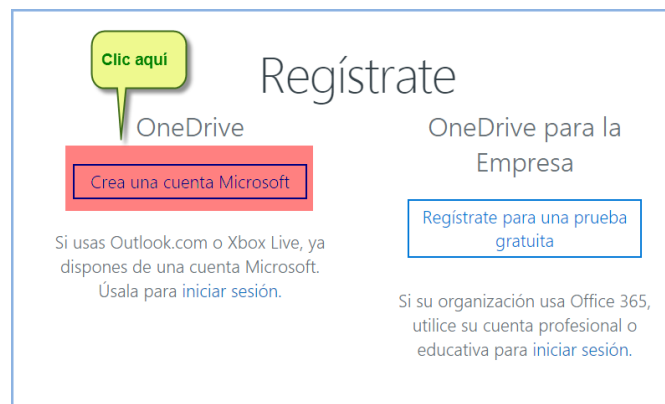 Clic aquí
Regístrate
OneDrive
Crea una cuenta Microsoft
Si usas Outlook.com o Xbox Live, ya
dispones de una cuenta Microsoft.
Úsala para iniciar sesión.
OneDrive para la
Empresa
Regístrate para una prueba
gratuita
Si su organización usa Office 365,
utilice su cuenta profesional o
educativa para iniciar sesión.